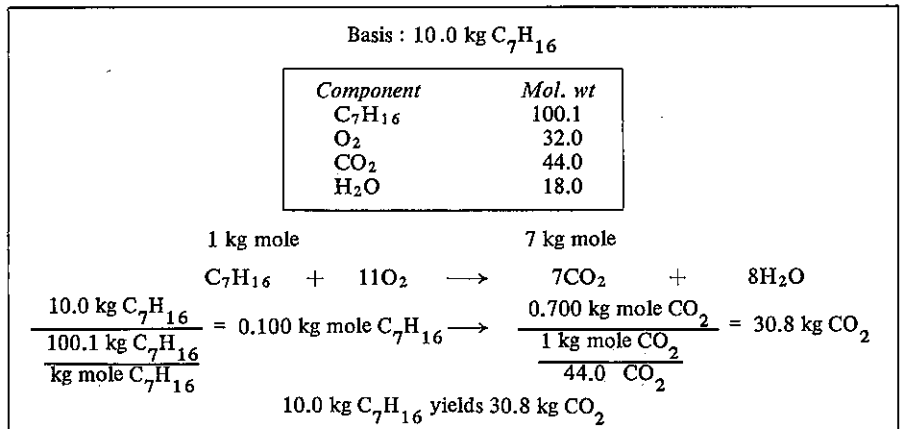 Basis : 10.0 kg C₇H₁₆
Component Mol. wt
C₇H₁₆ 100.1
O₂ 32.0
CO₂ 44.0
H₂O 18.0
1 kg mole 7 kg mole
C₇H₁₆ + 11O₂ ⟶ 7CO₂ + 8H₂O
10.0 kg C₇H₁₆
100.1 kg C₇H₁₆
kg mole C₇H₁₆
= 0.100 kg mole C₇H₁₆ ⟶
0.700 kg mole CO₂
1 kg mole CO₂
44.0 CO₂
= 30.8 kg CO₂
10.0 kg C₇H₁₆ yields 30.8 kg CO₂